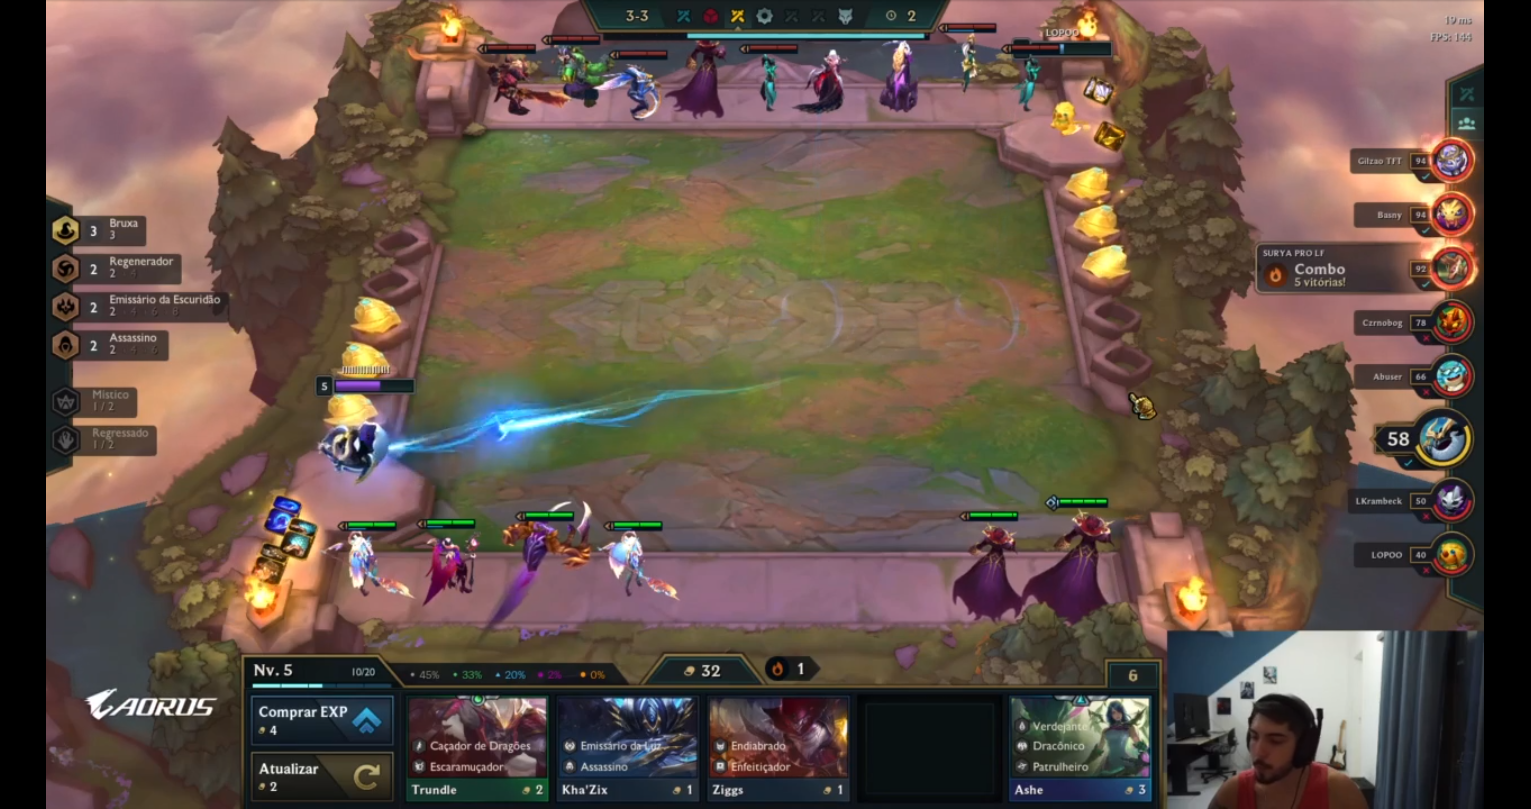 3-3
2
19 ms
FPS: 144
LOPOO
Gilzao TFT 94
Basny 94
SURYA PRO LF
Combo
5 vitórias!
92
Czrnobog 78
Abuser 66
58
LKrambeck 50
LOPOO 40
3 Bruxa
3
2 Regenerador
2 4
2 Emissário da Escuridão
2 4 6 8
2 Assassino
2 4 6
Místico
1 / 2
Regressado
1 / 2
5
Nv. 5 10/20
45% 33% 20% 2% 0%
32
1
6
Comprar EXP
4
Atualizar
2
Caçador de Dragões
Escaramuçador
Trundle 2
Emissário da Luz
Assassino
Kha'Zix 1
Endiabrado
Enfeitiçador
Ziggs 1
Verdejante
Dracônico
Patrulheiro
Ashe 3
AORUS